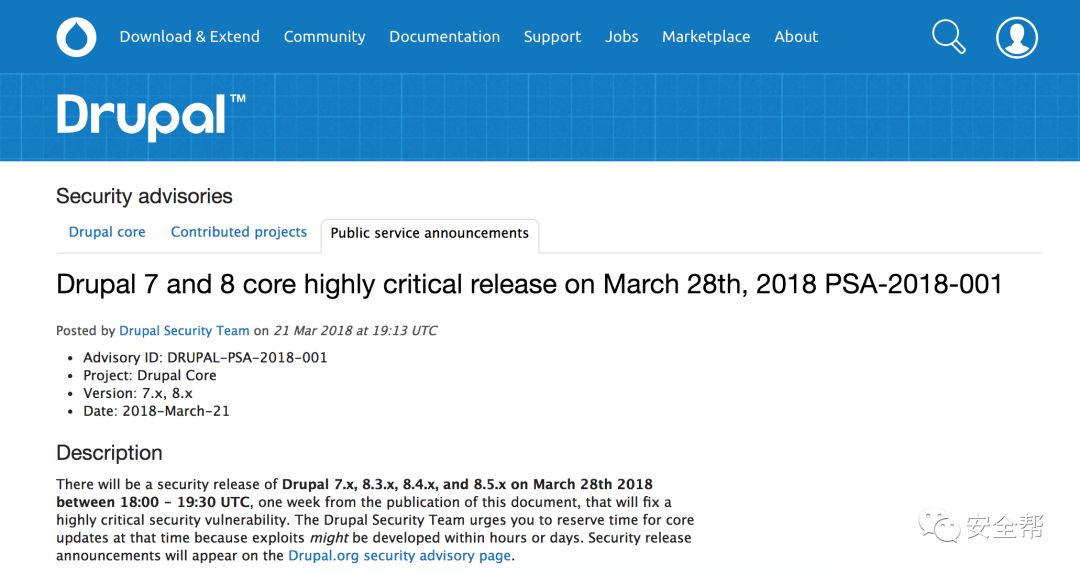 Download & Extend Community Documentation Support Jobs Marketplace About
Drupal™
Security advisories
Drupal core Contributed projects Public service announcements
Drupal 7 and 8 core highly critical release on March 28th, 2018 PSA-2018-001
Posted by Drupal Security Team on 21 Mar 2018 at 19:13 UTC
• Advisory ID: DRUPAL-PSA-2018-001
• Project: Drupal Core
• Version: 7.x, 8.x
• Date: 2018-March-21
Description
There will be a security release of Drupal 7.x, 8.3.x, 8.4.x, and 8.5.x on March 28th 2018
between 18:00 - 19:30 UTC, one week from the publication of this document, that will fix a
highly critical security vulnerability. The Drupal Security Team urges you to reserve time for core
updates at that time because exploits might be developed within hours or days. Security release
announcements will appear on the Drupal.org security advisory page.
安全帮